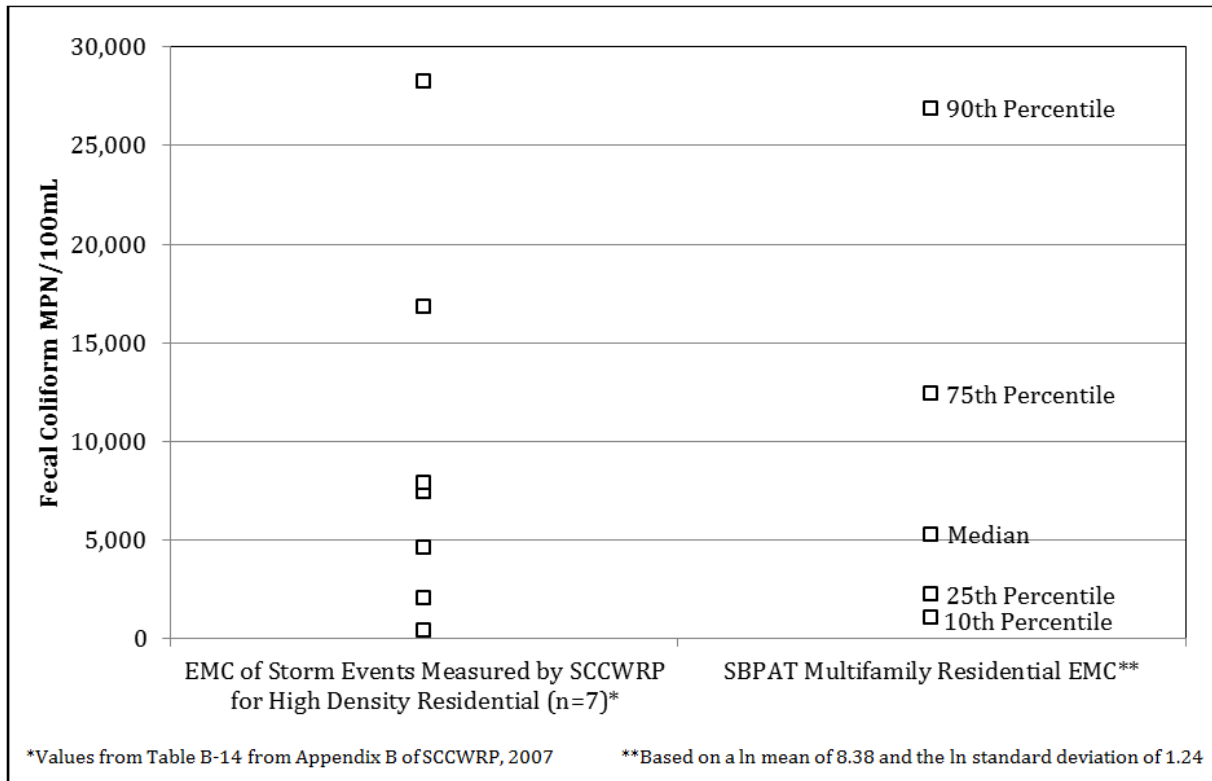 30,000
25,000
20,000
15,000
10,000
5,000
0
Fecal Coliform MPN/100mL
90th Percentile
75th Percentile
Median
25th Percentile
10th Percentile
EMC of Storm Events Measured by SCCWRP
for High Density Residential (n=7)*
SBPAT Multifamily Residential EMC**
*Values from Table B-14 from Appendix B of SCCWRP, 2007
**Based on a ln mean of 8.38 and the ln standard deviation of 1.24